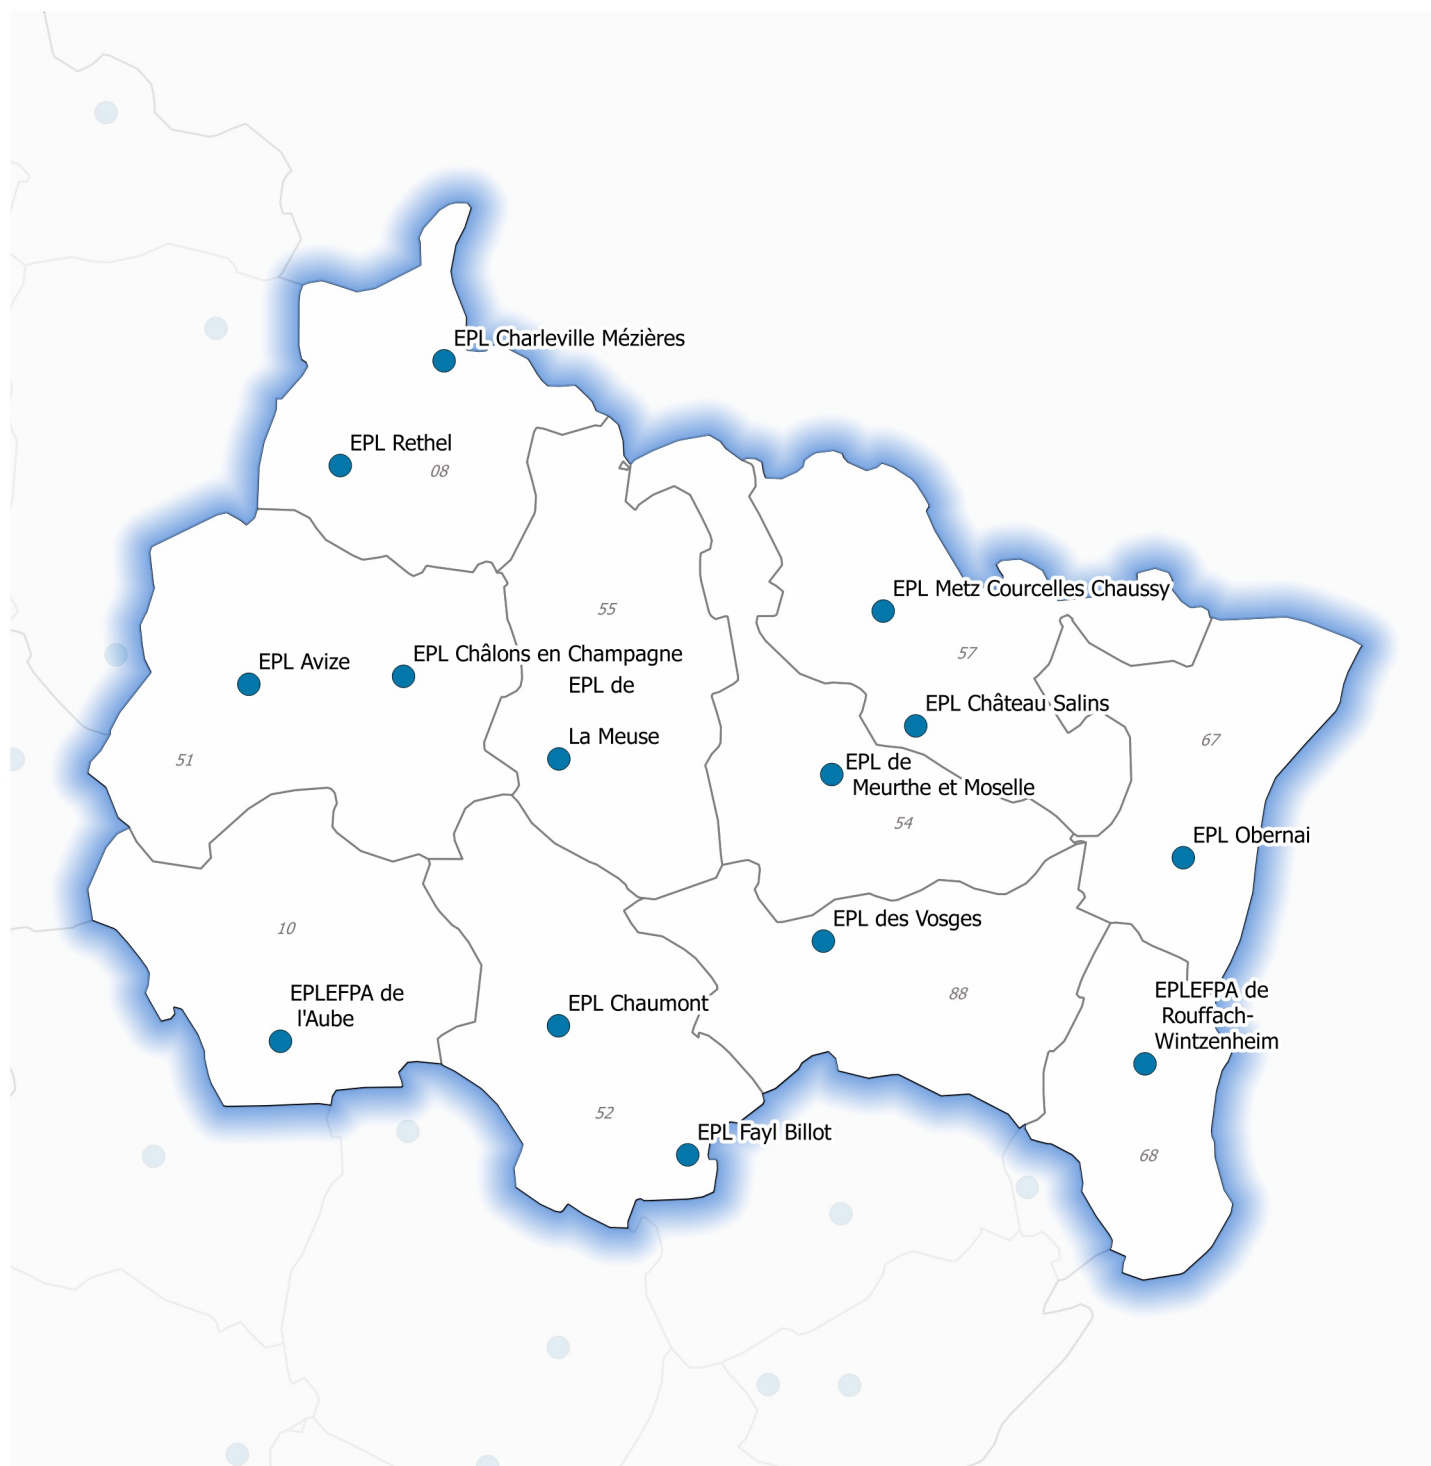 EPL Charleville Mézières
EPL Rethel
08
EPL Metz Courcelles Chaussy
55
57
EPL Avize
EPL Châlons en Champagne
EPL de
La Meuse
EPL Château Salins
51
67
EPL de
Meurthe et Moselle
54
EPL Obernai
10
EPL des Vosges
88
EPLEFPA de
l'Aube
EPL Chaumont
EPLEFPA de
Rouffach-
Wintzenheim
52
EPL Fayl Billot
68